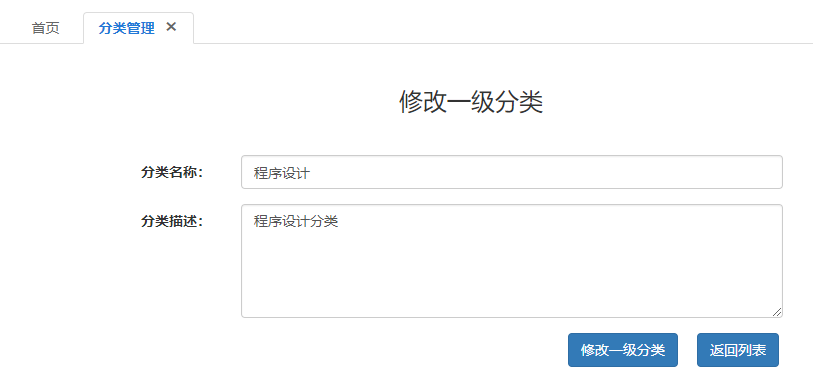 首页 分类管理 ×
修改一级分类
分类名称： 程序设计
分类描述： 程序设计分类
修改一级分类 返回列表